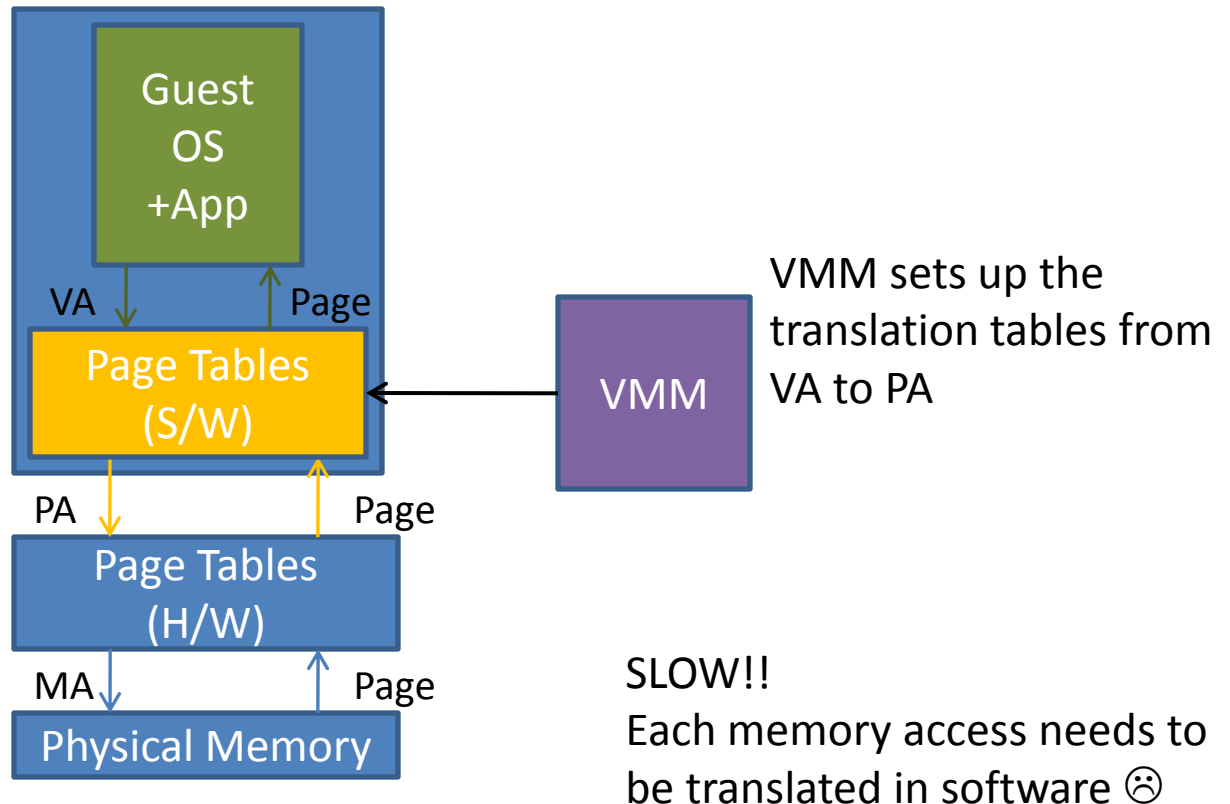 Guest
OS
+App
VA
Page
Page Tables
(S/W)
VMM
VMM sets up the
translation tables from
VA to PA
PA
Page
Page Tables
(H/W)
MA
Page
Physical Memory
SLOW!!
Each memory access needs to
be translated in software ☹